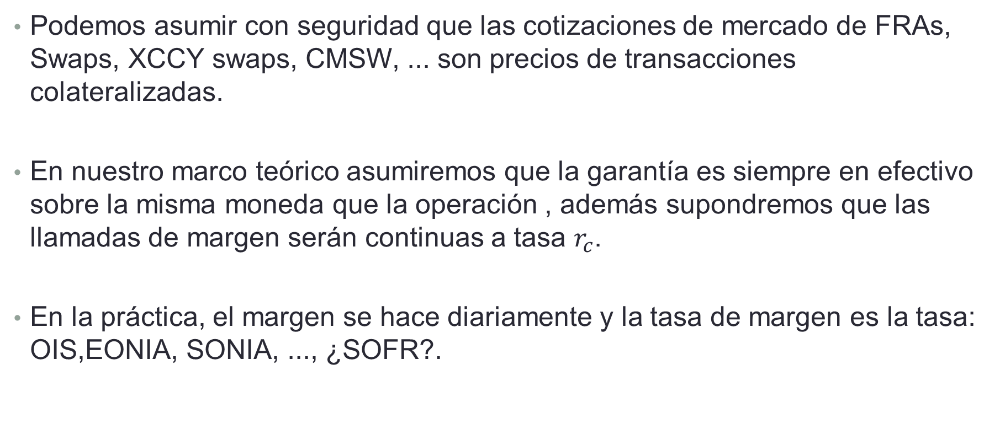 • Podemos asumir con seguridad que las cotizaciones de mercado de FRAs,
Swaps, XCCY swaps, CMSW, ... son precios de transacciones
colateralizadas.
• En nuestro marco teórico asumiremos que la garantía es siempre en efectivo
sobre la misma moneda que la operación , además supondremos que las
llamadas de margen serán continuas a tasa r_c.
• En la práctica, el margen se hace diariamente y la tasa de margen es la tasa:
OIS,EONIA, SONIA, ..., ¿SOFR?.